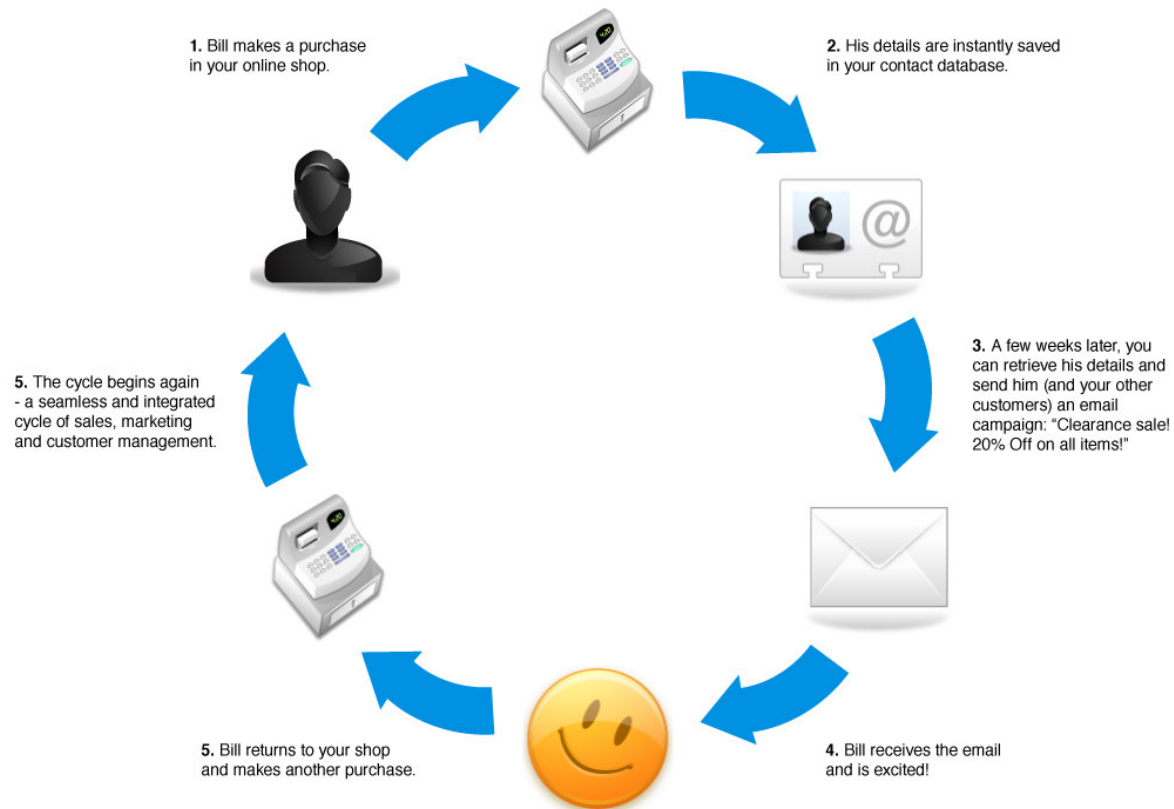 1. Bill makes a purchase
in your online shop.
2. His details are instantly saved
in your contact database.
@
3. A few weeks later, you
can retrieve his details and
send him (and your other
customers) an email
campaign: “Clearance sale!
20% Off on all items!”
4. Bill receives the email
and is excited!
5. Bill returns to your shop
and makes another purchase.
5. The cycle begins again
- a seamless and integrated
cycle of sales, marketing
and customer management.